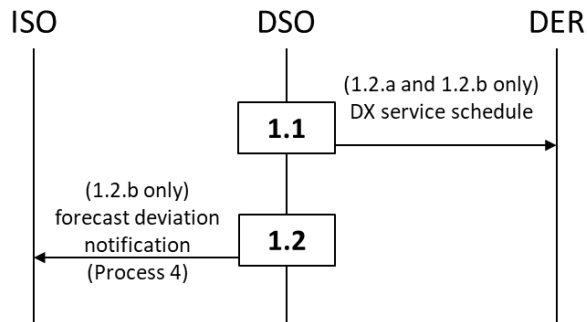 ISO DSO DER
(1.2.a and 1.2.b only)
DX service schedule
1.1
(1.2.b only)
forecast deviation
notification
(Process 4)
1.2